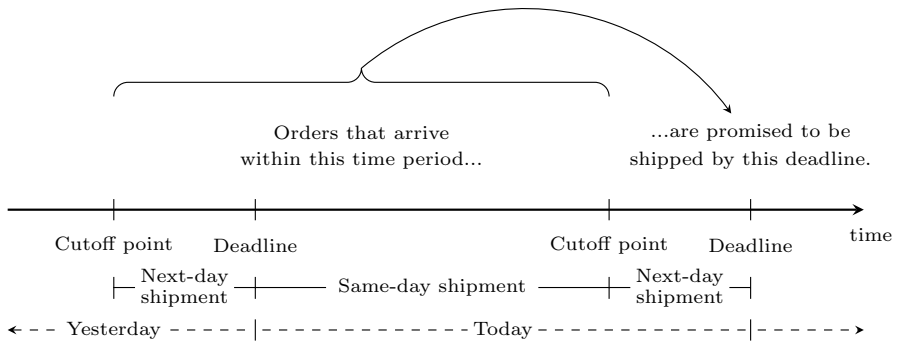 Orders that arrive
within this time period...
...are promised to be
shipped by this deadline.
time
Cutoff point
Deadline
Cutoff point
Deadline
Next-day
shipment
Same-day shipment
Next-day
shipment
Yesterday
Today